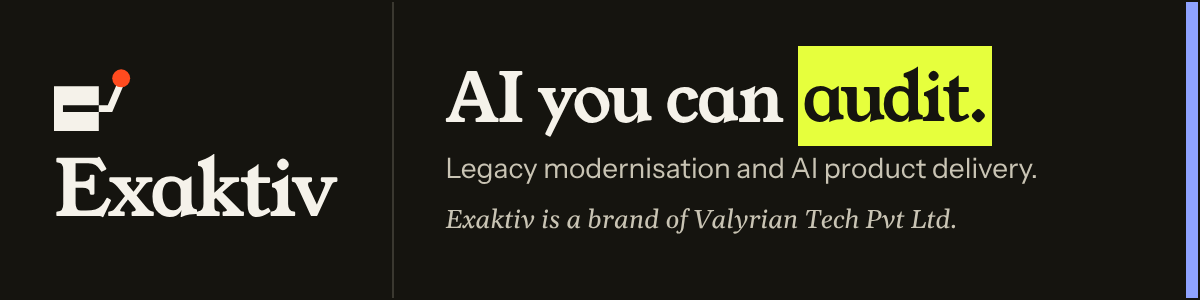 Exaktiv
AI you can audit.
Legacy modernisation and AI product delivery.
Exaktiv is a brand of Valyrian Tech Pvt Ltd.